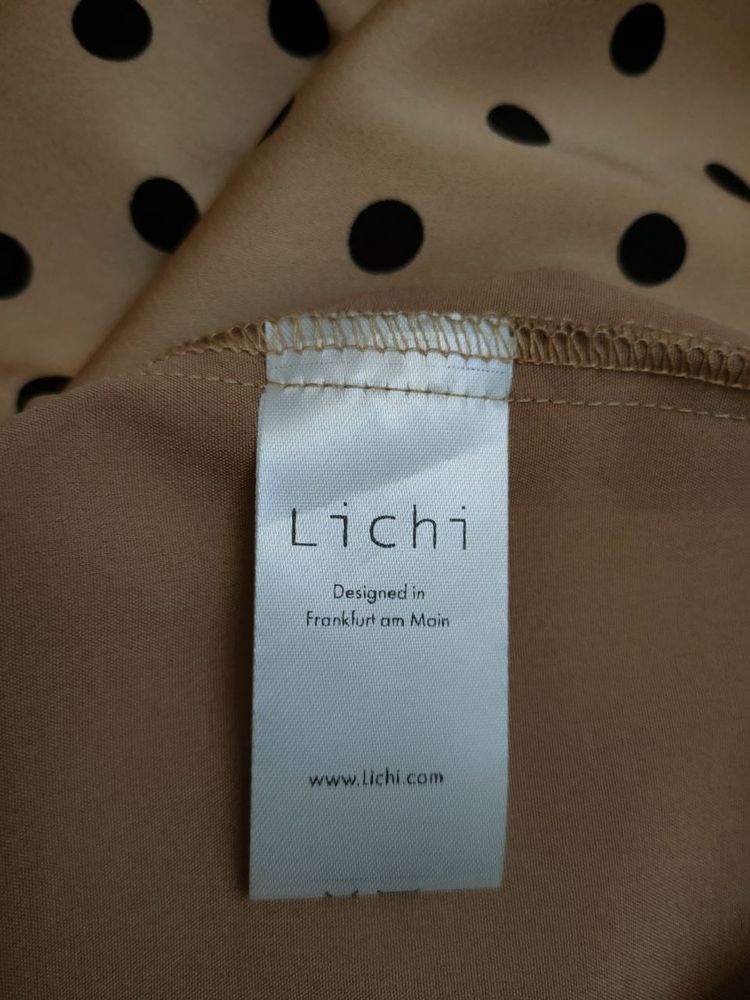 Lichi
Designed in
Frankfurt am Main
www.lichi.com